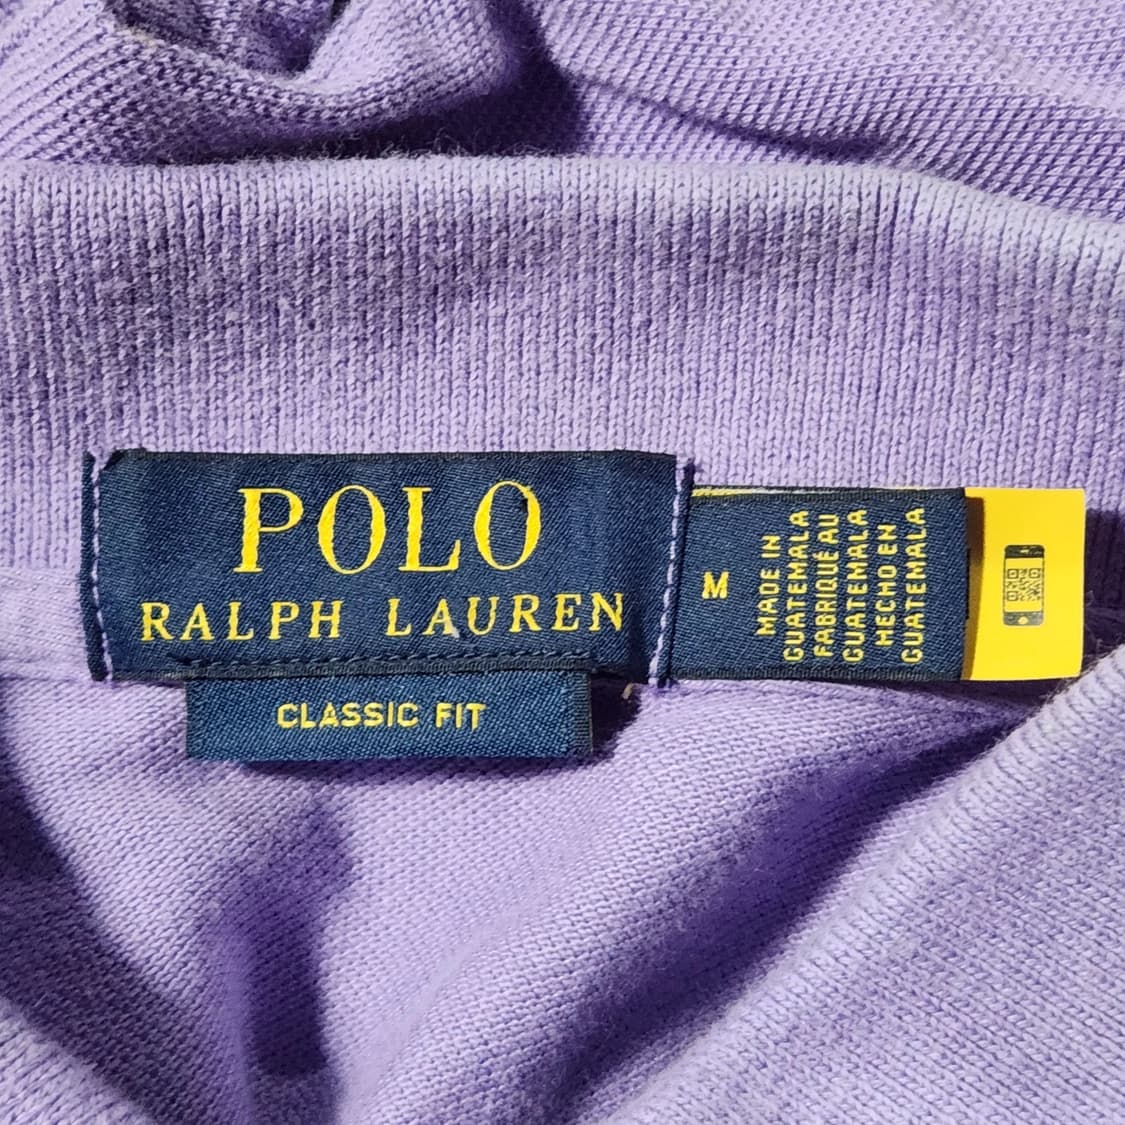 POLO
RALPH LAUREN
CLASSIC FIT
M
MADE IN
GUATEMALA
FABRIQUÉ AU
GUATEMALA
HECHO EN
GUATEMALA